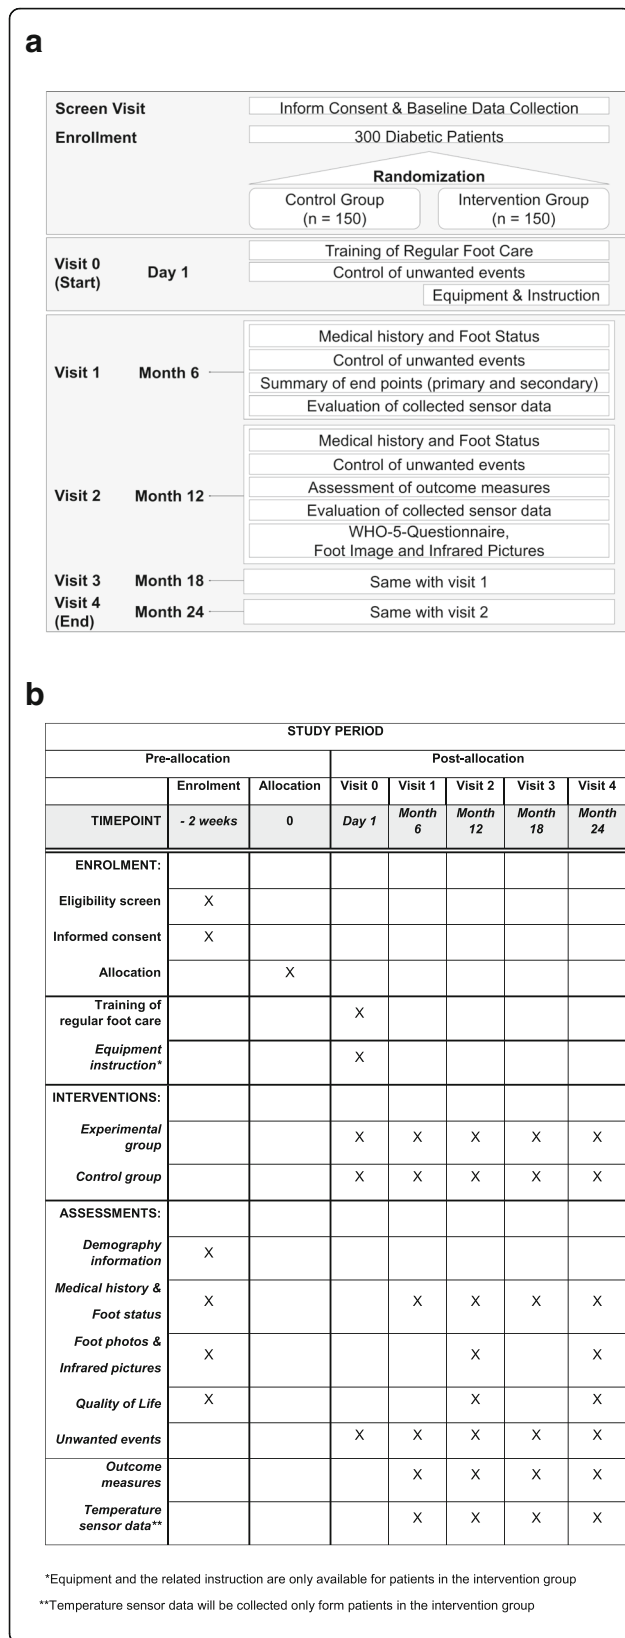 a
Screen Visit Inform Consent & Baseline Data Collection
Enrollment 300 Diabetic Patients
Randomization
Control Group Intervention Group
(n = 150) (n = 150)
Training of Regular Foot Care
Visit 0 Day 1 Control of unwanted events
(Start)
Equipment & Instruction
Medical history and Foot Status
Control of unwanted events
Visit 1 Month 6
Summary of end points (primary and secondary)
Evaluation of collected sensor data
Medical history and Foot Status
Control of unwanted events
Assessment of outcome measures
Visit 2 Month 12
Evaluation of collected sensor data
WHO-5-Questionnaire,
Foot Image and Infrared Pictures
Visit 3 Month 18 Same with visit 1
Visit 4 Month 24 Same with visit 2
(End)
b
STUDY PERIOD
Pre-allocation Post-allocation
Enrolment Allocation Visit 0 Visit 1 Visit 2 Visit 3 Visit 4
TIMEPOINT - 2 weeks 0 Day 1 Month Month Month Month
6 12 18 24
ENROLMENT:
Eligibility screen X
Informed consent X
Allocation X
Training of
regular foot care X
Equipment
instruction* X
INTERVENTIONS:
Experimental
group X X X X X
Control group X X X X X
ASSESSMENTS:
Demography
information X
Medical history &
Foot status X X X X X
Foot photos &
Infrared pictures X X X
Quality of Life X X X
Unwanted events X X X X X
Outcome
measures X X X X
Temperature
sensor data** X X X X
*Equipment and the related instruction are only available for patients in the intervention group
**Temperature sensor data will be collected only form patients in the intervention group